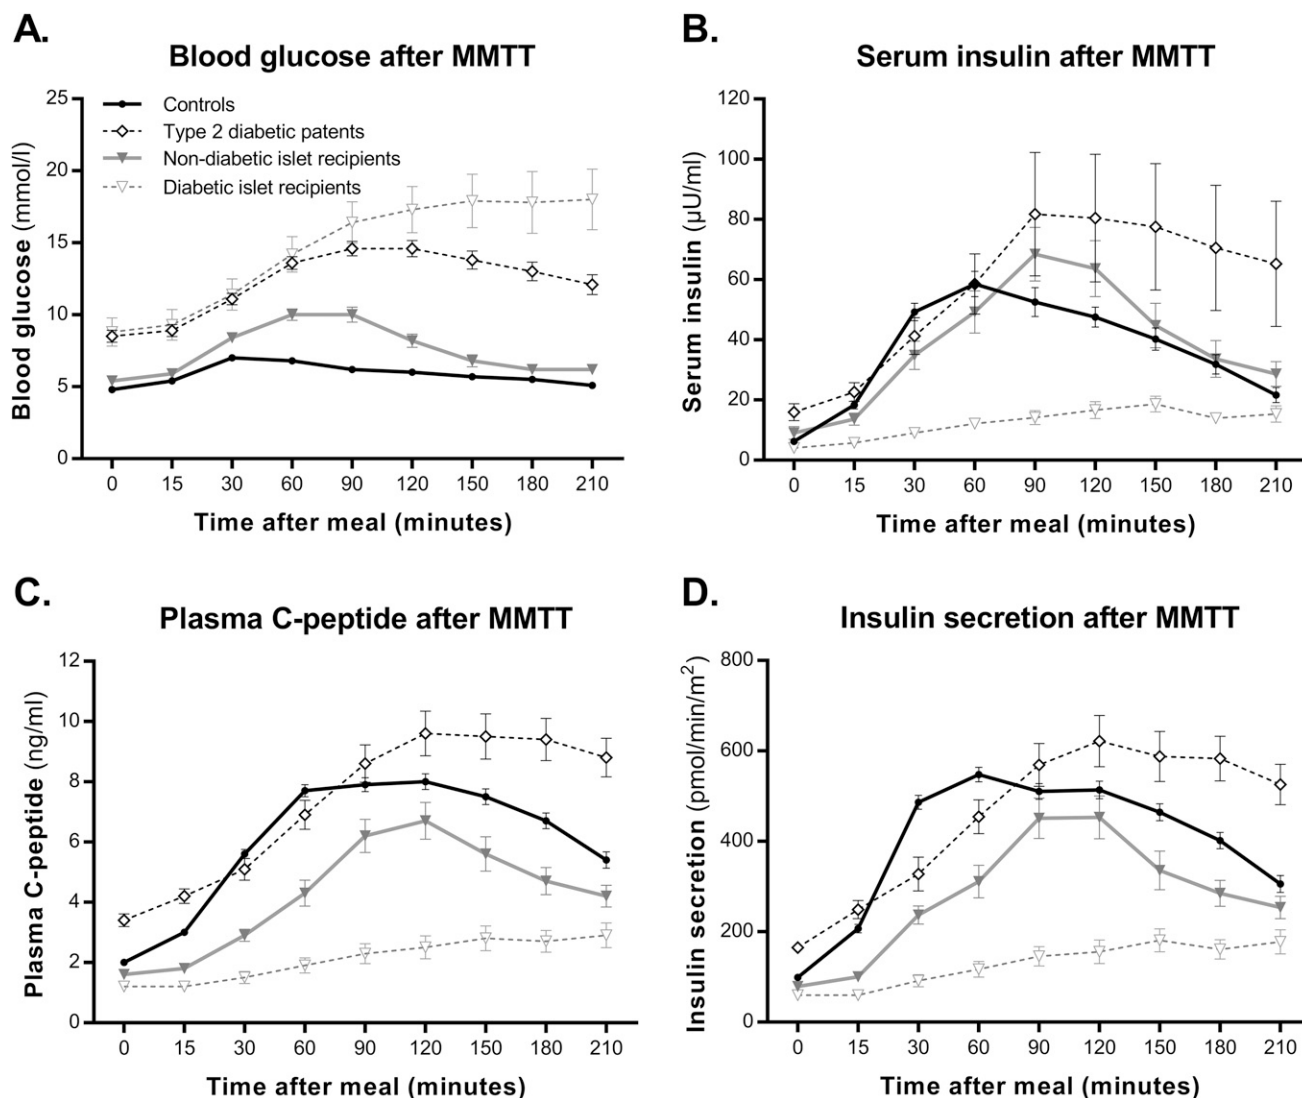 A.
Blood glucose after MMTT
25
20
15
10
5
0
Blood glucose (mmol/l)
Controls
Type 2 diabetic patents
Non-diabetic islet recipients
Diabetic islet recipients
0 15 30 60 90 120 150 180 210
Time after meal (minutes)
B.
Serum insulin after MMTT
120
100
80
60
40
20
0
Serum insulin (µU/ml)
0 15 30 60 90 120 150 180 210
Time after meal (minutes)
C.
Plasma C-peptide after MMTT
12
10
8
6
4
2
0
Plasma C-peptide (ng/ml)
0 15 30 60 90 120 150 180 210
Time after meal (minutes)
D.
Insulin secretion after MMTT
800
600
400
200
0
Insulin secretion (pmol/min/m²)
0 15 30 60 90 120 150 180 210
Time after meal (minutes)